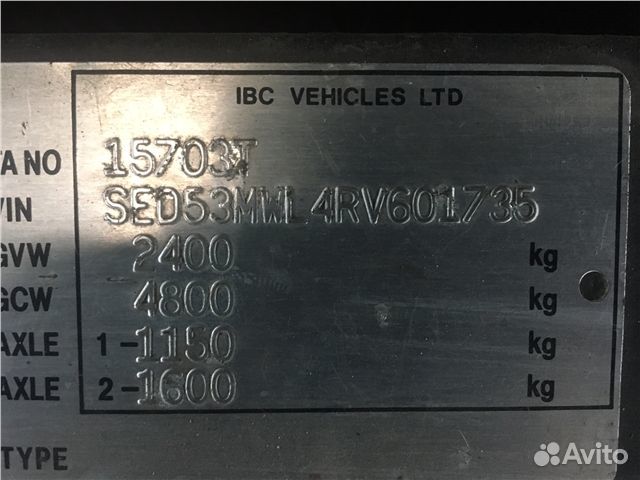 IBC VEHICLES LTD
TA NO 15703T
VIN SED53MWL4RV601735
GVW 2400 kg
GCW 4800 kg
AXLE 1-1150 kg
AXLE 2-1600 kg
TYPE
Avito